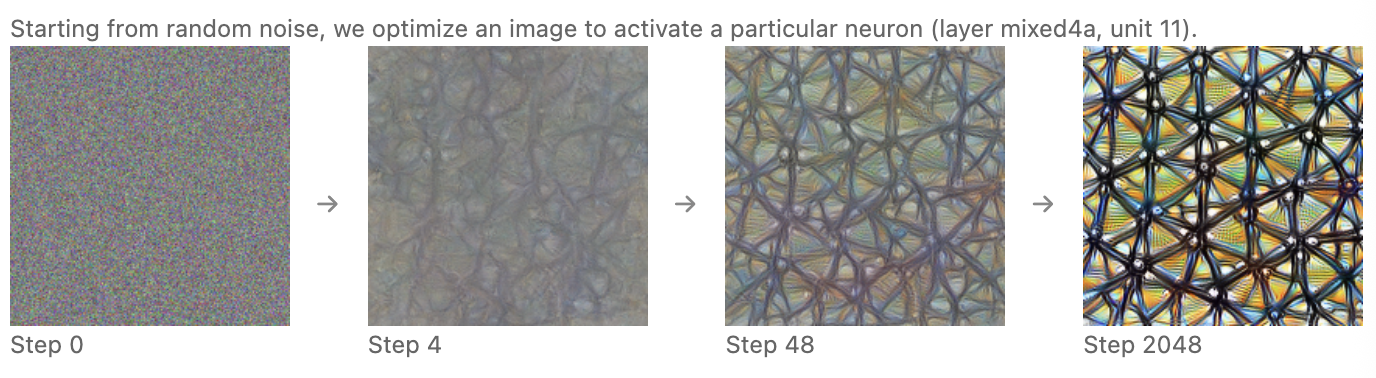 Starting from random noise, we optimize an image to activate a particular neuron (layer mixed4a, unit 11).
Step 0
Step 4
Step 48
Step 2048